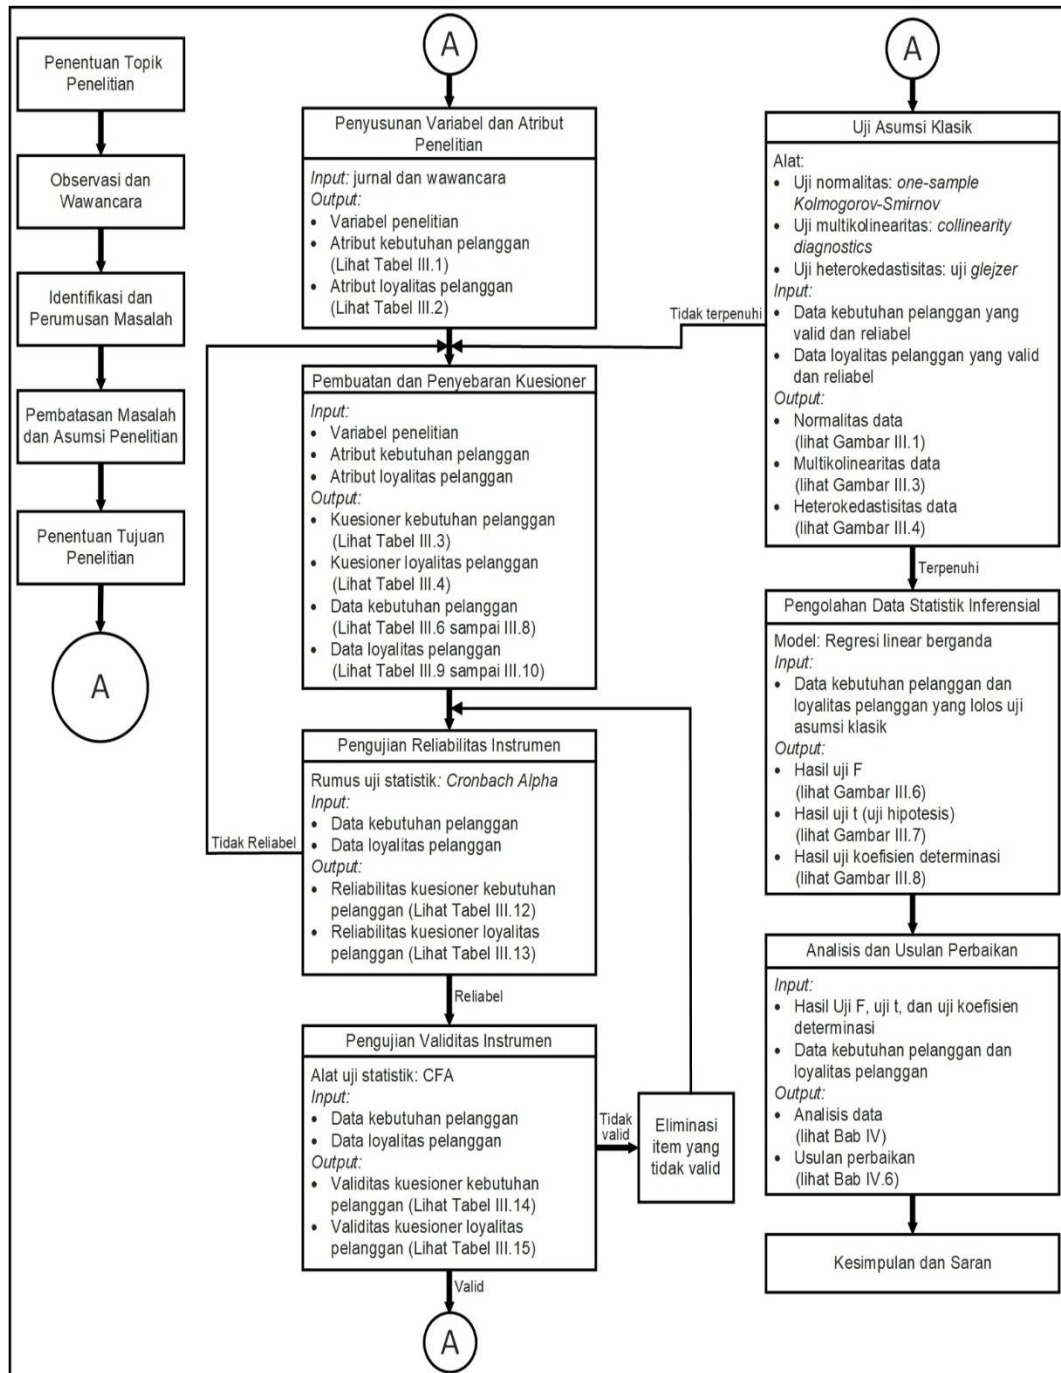 Penentuan Topik
Penelitian
Observasi dan
Wawancara
Identifikasi dan
Perumusan Masalah
Pembatasan Masalah
dan Asumsi Penelitian
Penentuan Tujuan
Penelitian
A
A
Penyusunan Variabel dan Atribut
Penelitian
Input: jurnal dan wawancara
Output:
• Variabel penelitian
• Atribut kebutuhan pelanggan
(Lihat Tabel III.1)
• Atribut loyalitas pelanggan
(Lihat Tabel III.2)
Pembuatan dan Penyebaran Kuesioner
Input:
• Variabel penelitian
• Atribut kebutuhan pelanggan
• Atribut loyalitas pelanggan
Output:
• Kuesioner kebutuhan pelanggan
(Lihat Tabel III.3)
• Kuesioner loyalitas pelanggan
(Lihat Tabel III.4)
• Data kebutuhan pelanggan
(Lihat Tabel III.6 sampai III.8)
• Data loyalitas pelanggan
(Lihat Tabel III.9 sampai III.10)
Pengujian Reliabilitas Instrumen
Rumus uji statistik: Cronbach Alpha
Input:
• Data kebutuhan pelanggan
• Data loyalitas pelanggan
Output:
• Reliabilitas kuesioner kebutuhan
pelanggan (Lihat Tabel III.12)
• Reliabilitas kuesioner loyalitas
pelanggan (Lihat Tabel III.13)
Tidak Reliabel
Reliabel
Pengujian Validitas Instrumen
Alat uji statistik: CFA
Input:
• Data kebutuhan pelanggan
• Data loyalitas pelanggan
Output:
• Validitas kuesioner kebutuhan
pelanggan (Lihat Tabel III.14)
• Validitas kuesioner loyalitas
pelanggan (Lihat Tabel III.15)
Tidak
valid
Eliminasi
item yang
tidak valid
Valid
A
A
Uji Asumsi Klasik
Alat:
• Uji normalitas: one-sample
Kolmogorov-Smirnov
• Uji multikolinearitas: collinearity
diagnostics
• Uji heterokedastisitas: uji glejzer
Input:
• Data kebutuhan pelanggan yang
valid dan reliabel
• Data loyalitas pelanggan yang valid
dan reliabel
Output:
• Normalitas data
(lihat Gambar III.1)
• Multikolinearitas data
(lihat Gambar III.3)
• Heterokedastisitas data
(lihat Gambar III.4)
Tidak terpenuhi
Terpenuhi
Pengolahan Data Statistik Inferensial
Model: Regresi linear berganda
Input:
• Data kebutuhan pelanggan dan
loyalitas pelanggan yang lolos uji
asumsi klasik
Output:
• Hasil uji F
(lihat Gambar III.6)
• Hasil uji t (uji hipotesis)
(lihat Gambar III.7)
• Hasil uji koefisien determinasi
(lihat Gambar III.8)
Analisis dan Usulan Perbaikan
Input:
• Hasil Uji F, uji t, dan uji koefisien
determinasi
• Data kebutuhan pelanggan dan
loyalitas pelanggan
Output:
• Analisis data
(lihat Bab IV)
• Usulan perbaikan
(lihat Bab IV.6)
Kesimpulan dan Saran